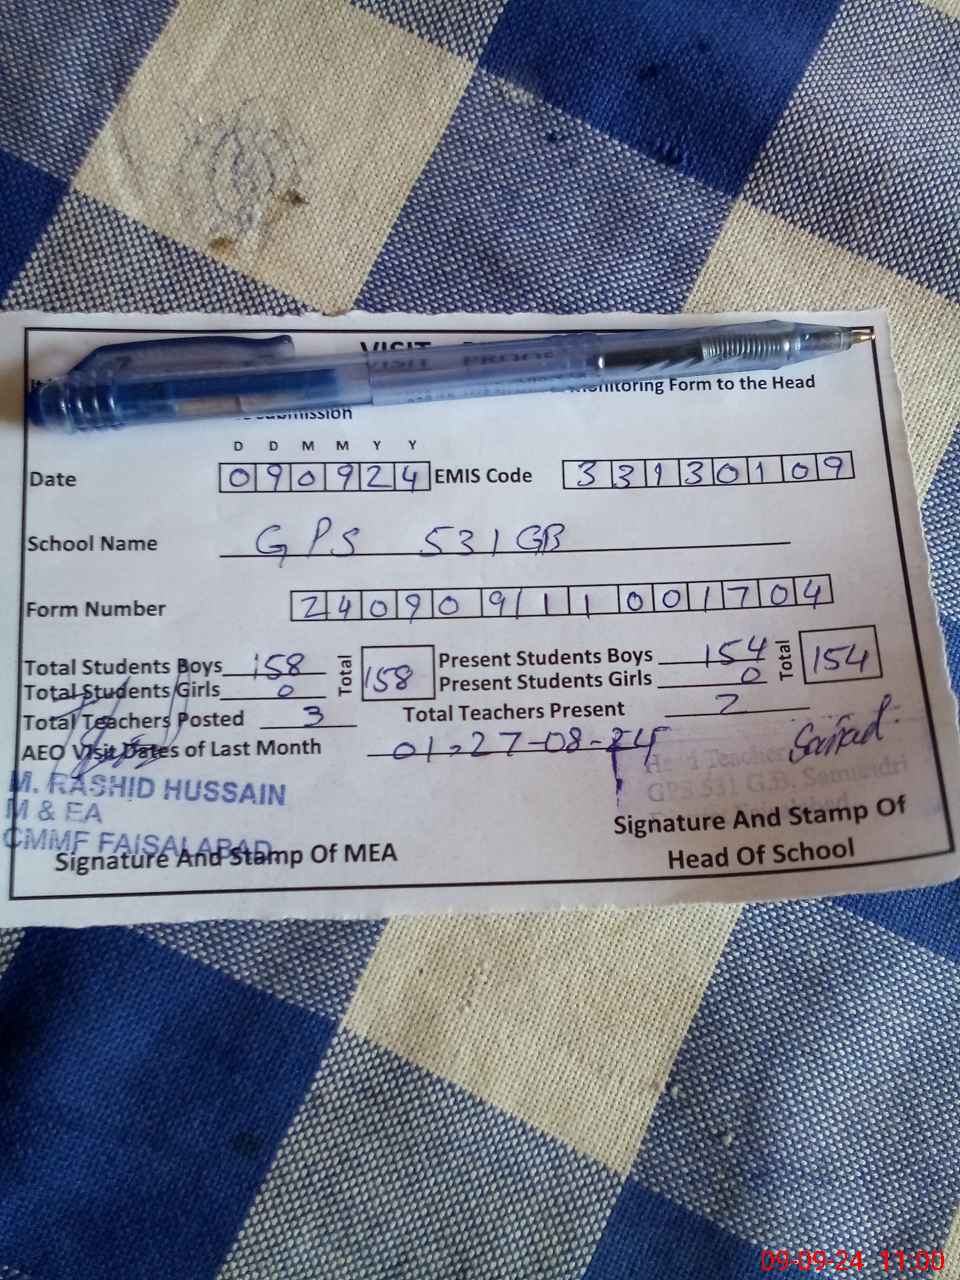 VISIT PROOF
Monitoring Form to the Head
Submission
D D M M Y Y
Date 090924 EMIS Code 33130109
School Name GPS 531 GB
Form Number 240909111001704
Total Students Boys 158 Total 158 Present Students Boys 154 Total 154
Total Students Girls 0 Present Students Girls 0
Total Teachers Posted 3 Total Teachers Present 2
AEO Visit Dates of Last Month 01,27-08-24
Head Teacher
GPS 531 G.B. Samundri
M. RASHID HUSSAIN
M & EA
CMMF FAISALABAD
Signature And Stamp Of MEA
Signature And Stamp Of
Head Of School
09-09-24 11:00